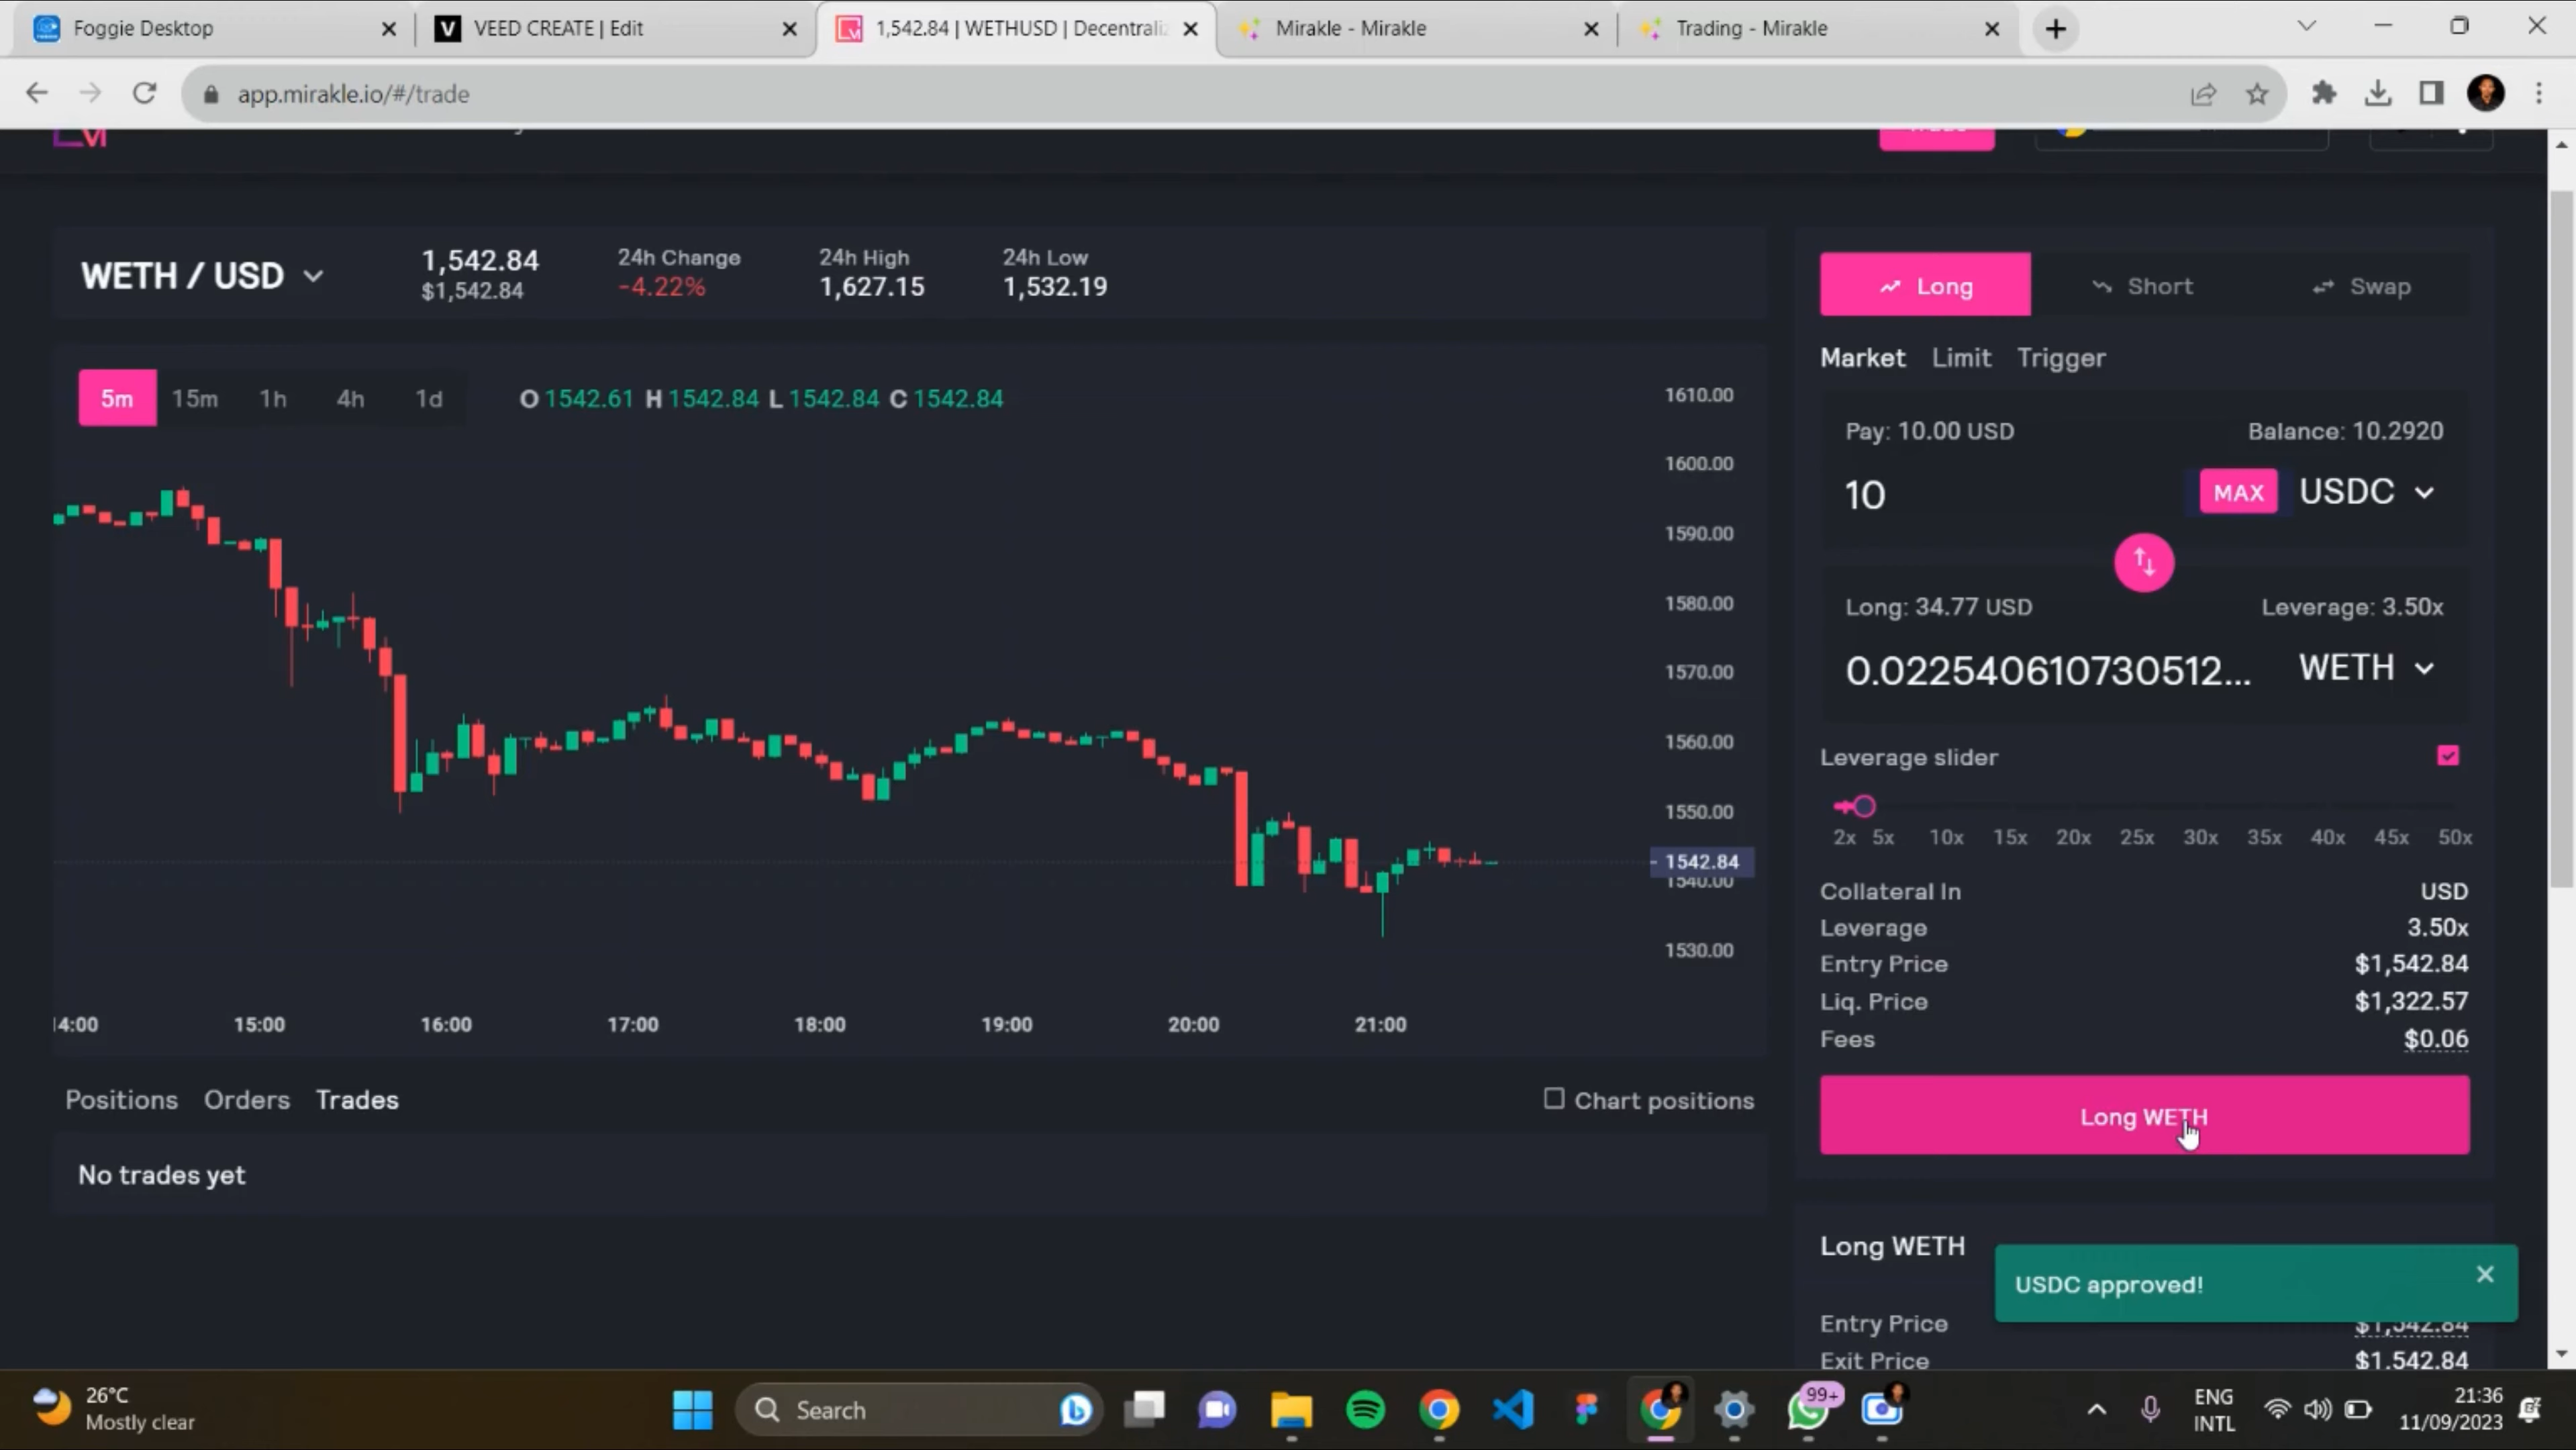 Foggie Desktop
VEED CREATE | Edit
1,542.84 | WETHUSD | Decentrali
Mirakle - Mirakle
Trading - Mirakle
app.mirakle.io/#/trade
WETH / USD
1,542.84
$1,542.84
24h Change
-4.22%
24h High
1,627.15
24h Low
1,532.19
5m 15m 1h 4h 1d
O 1542.61 H 1542.84 L 1542.84 C 1542.84
1610.00
1600.00
1590.00
1580.00
1570.00
1560.00
1550.00
1542.84
1540.00
1530.00
14:00 15:00 16:00 17:00 18:00 19:00 20:00 21:00
Positions Orders Trades
Chart positions
No trades yet
Long Short Swap
Market Limit Trigger
Pay: 10.00 USD Balance: 10.2920
10 MAX USDC
Long: 34.77 USD Leverage: 3.50x
0.022540610730512... WETH
Leverage slider
2x 5x 10x 15x 20x 25x 30x 35x 40x 45x 50x
Collateral In USD
Leverage 3.50x
Entry Price $1,542.84
Liq. Price $1,322.57
Fees $0.06
Long WETH
Long WETH
USDC approved!
Entry Price $1,542.84
Exit Price $1,542.84
26°C
Mostly clear
Search
99+
ENG
INTL
21:36
11/09/2023